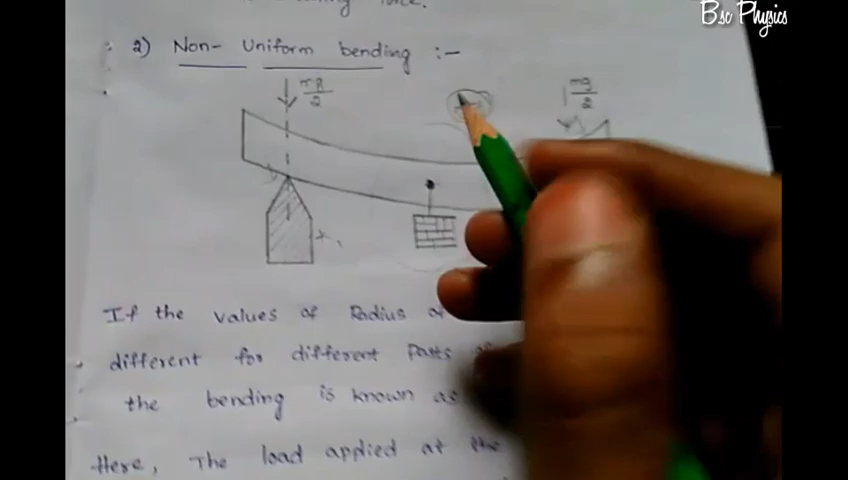 Bsc Physics
force.
2) Non- Uniform bending :-
mg/2
mg/2
If the values of Radius of
different for different Parts
the bending is known as
Here, The load applied at the